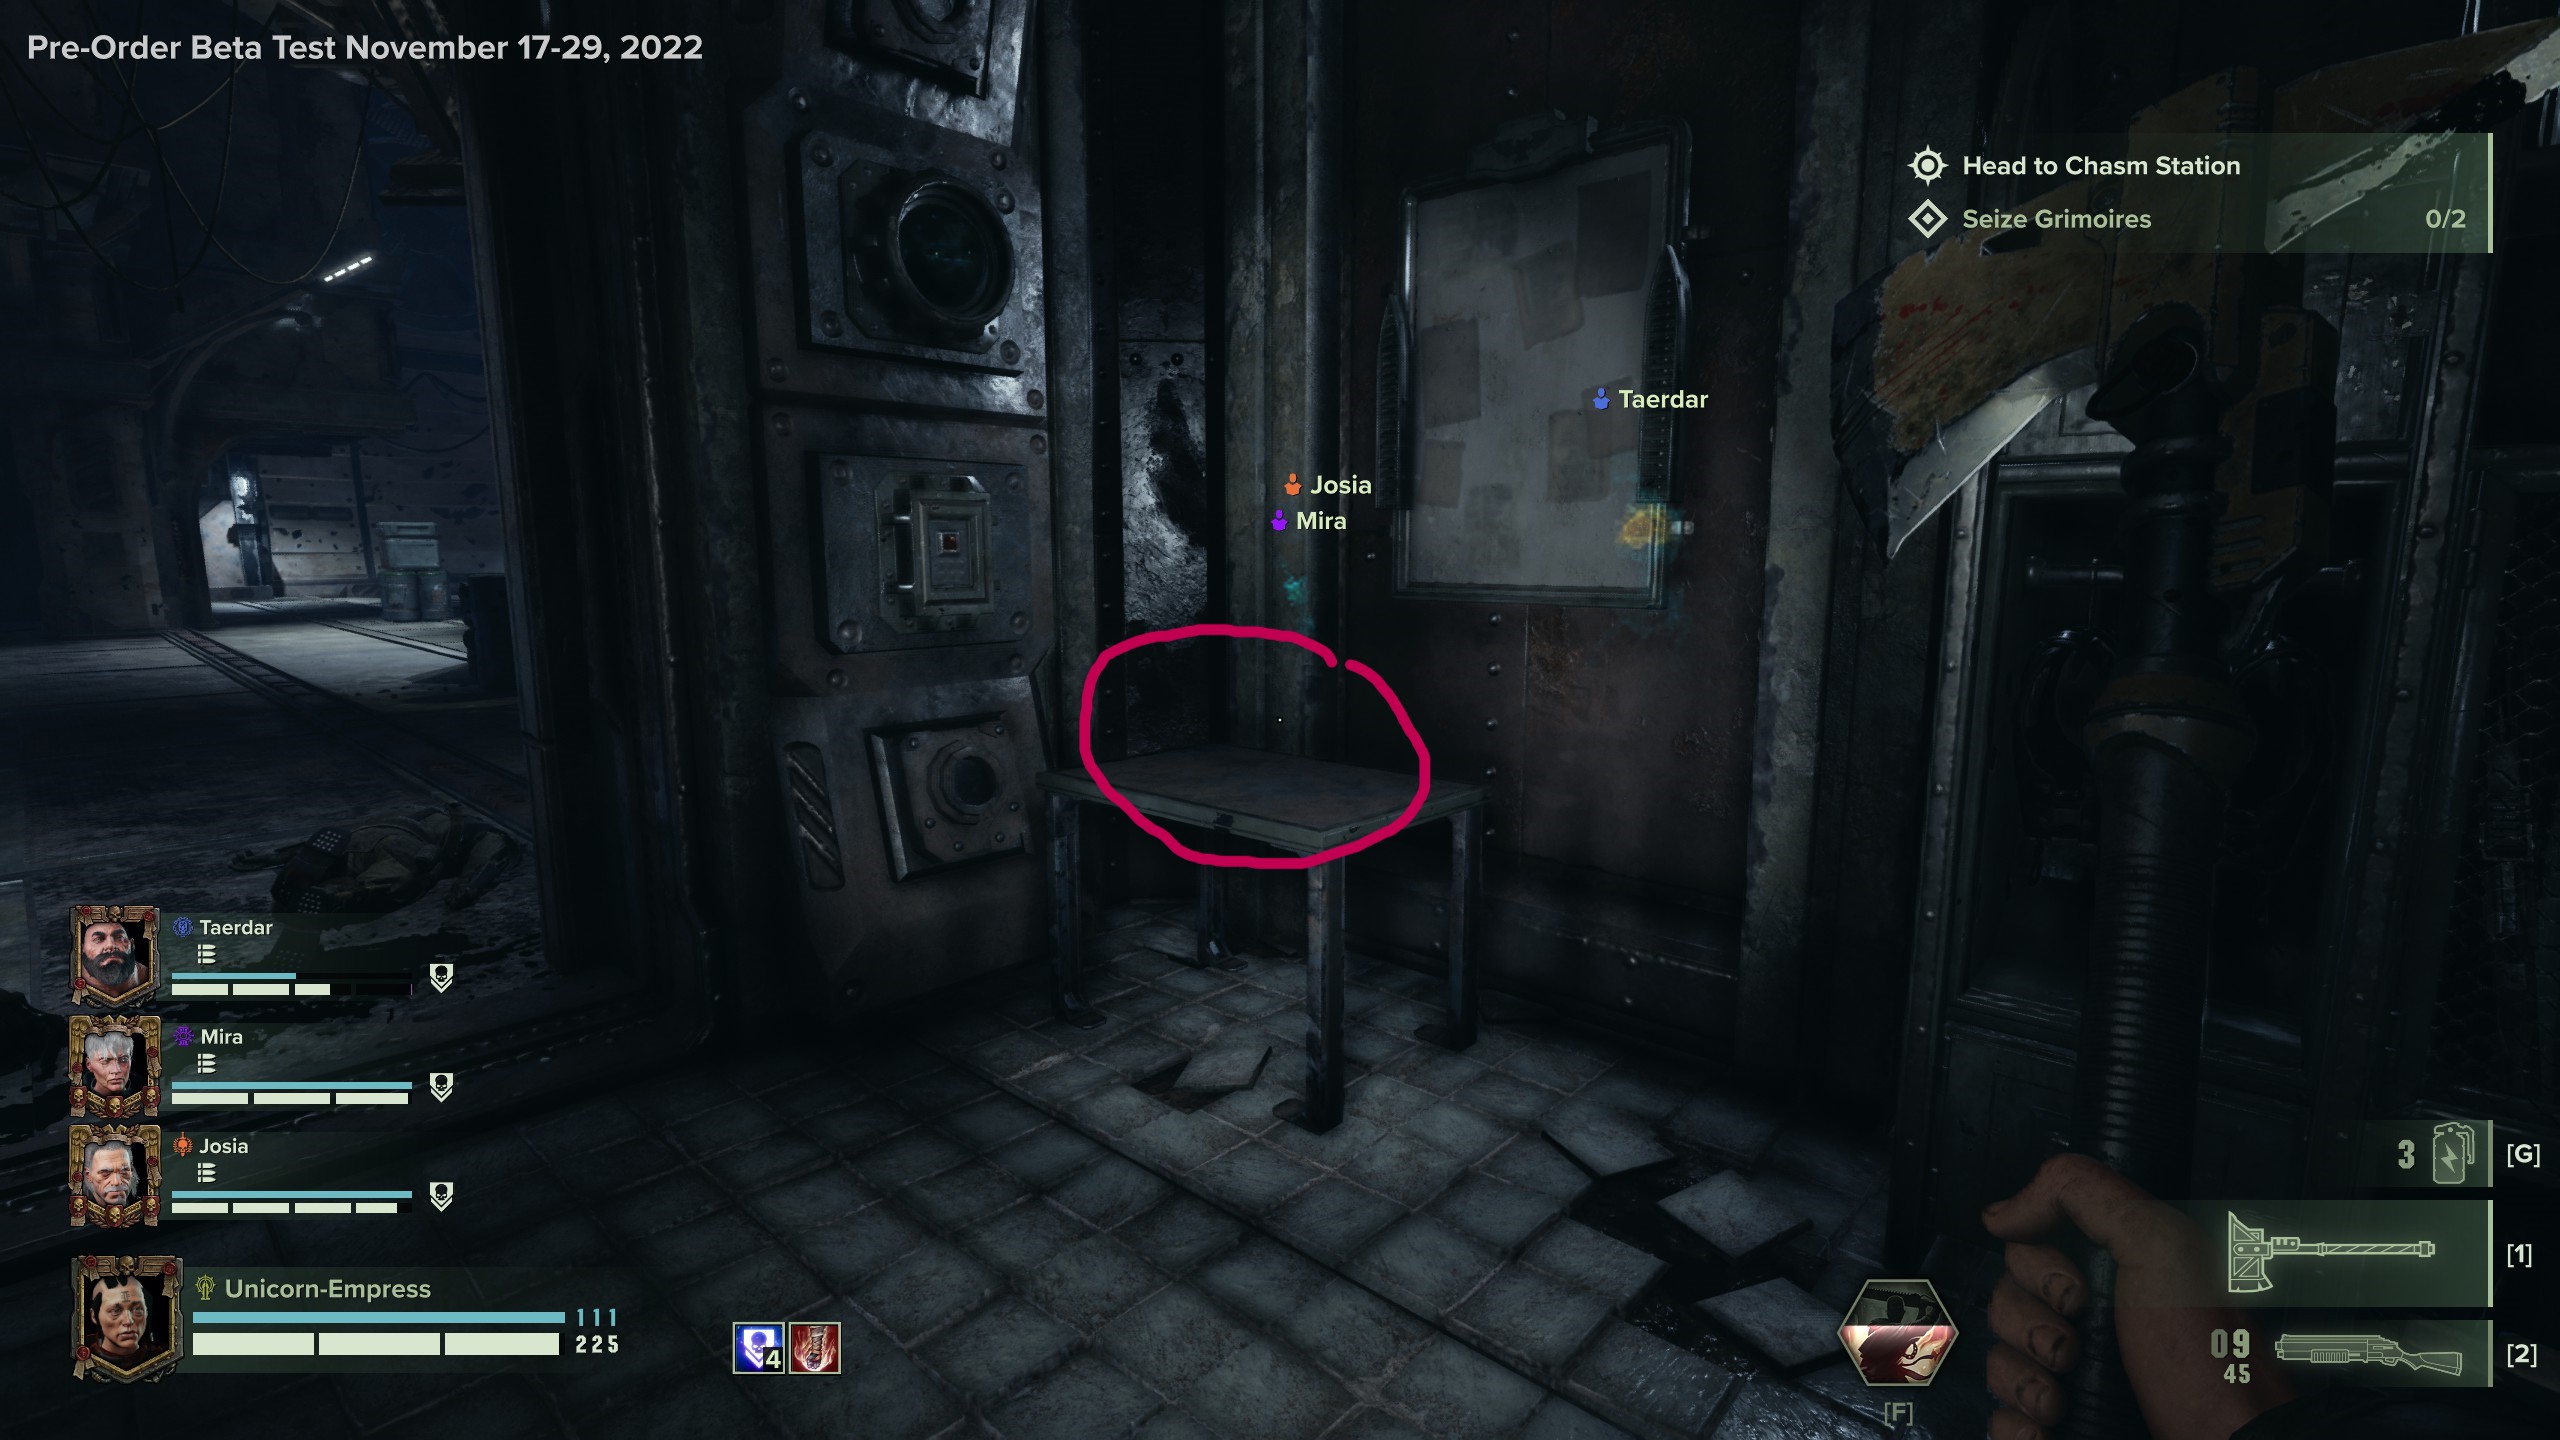 Pre-Order Beta Test November 17-29, 2022
Head to Chasm Station
Seize Grimoires 0/2
Taerdar
Josia
Mira
Taerdar
Mira
Josia
Unicorn-Empress
111
225
4
3 [G]
[1]
09
45
[2]
[F]